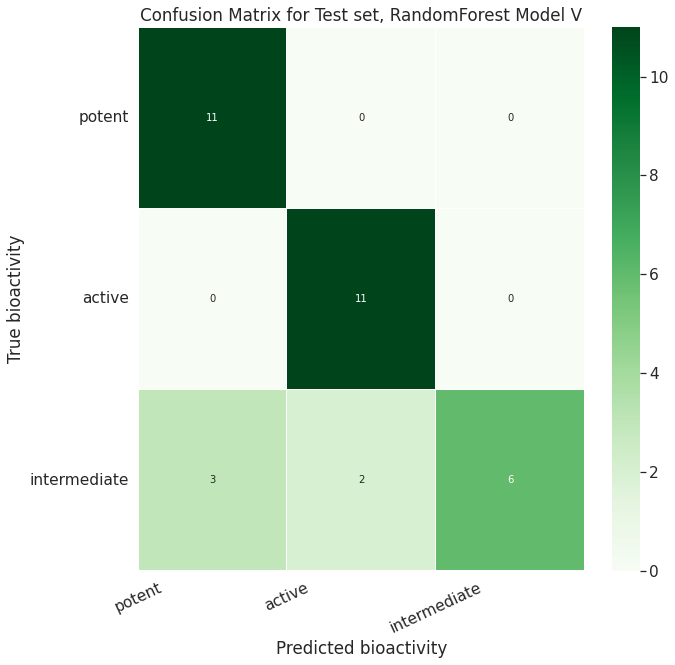 Confusion Matrix for Test set, RandomForest Model V
potent
active
intermediate
True bioactivity
11 0 0
0 11 0
3 2 6
potent active intermediate
Predicted bioactivity
10
8
6
4
2
0